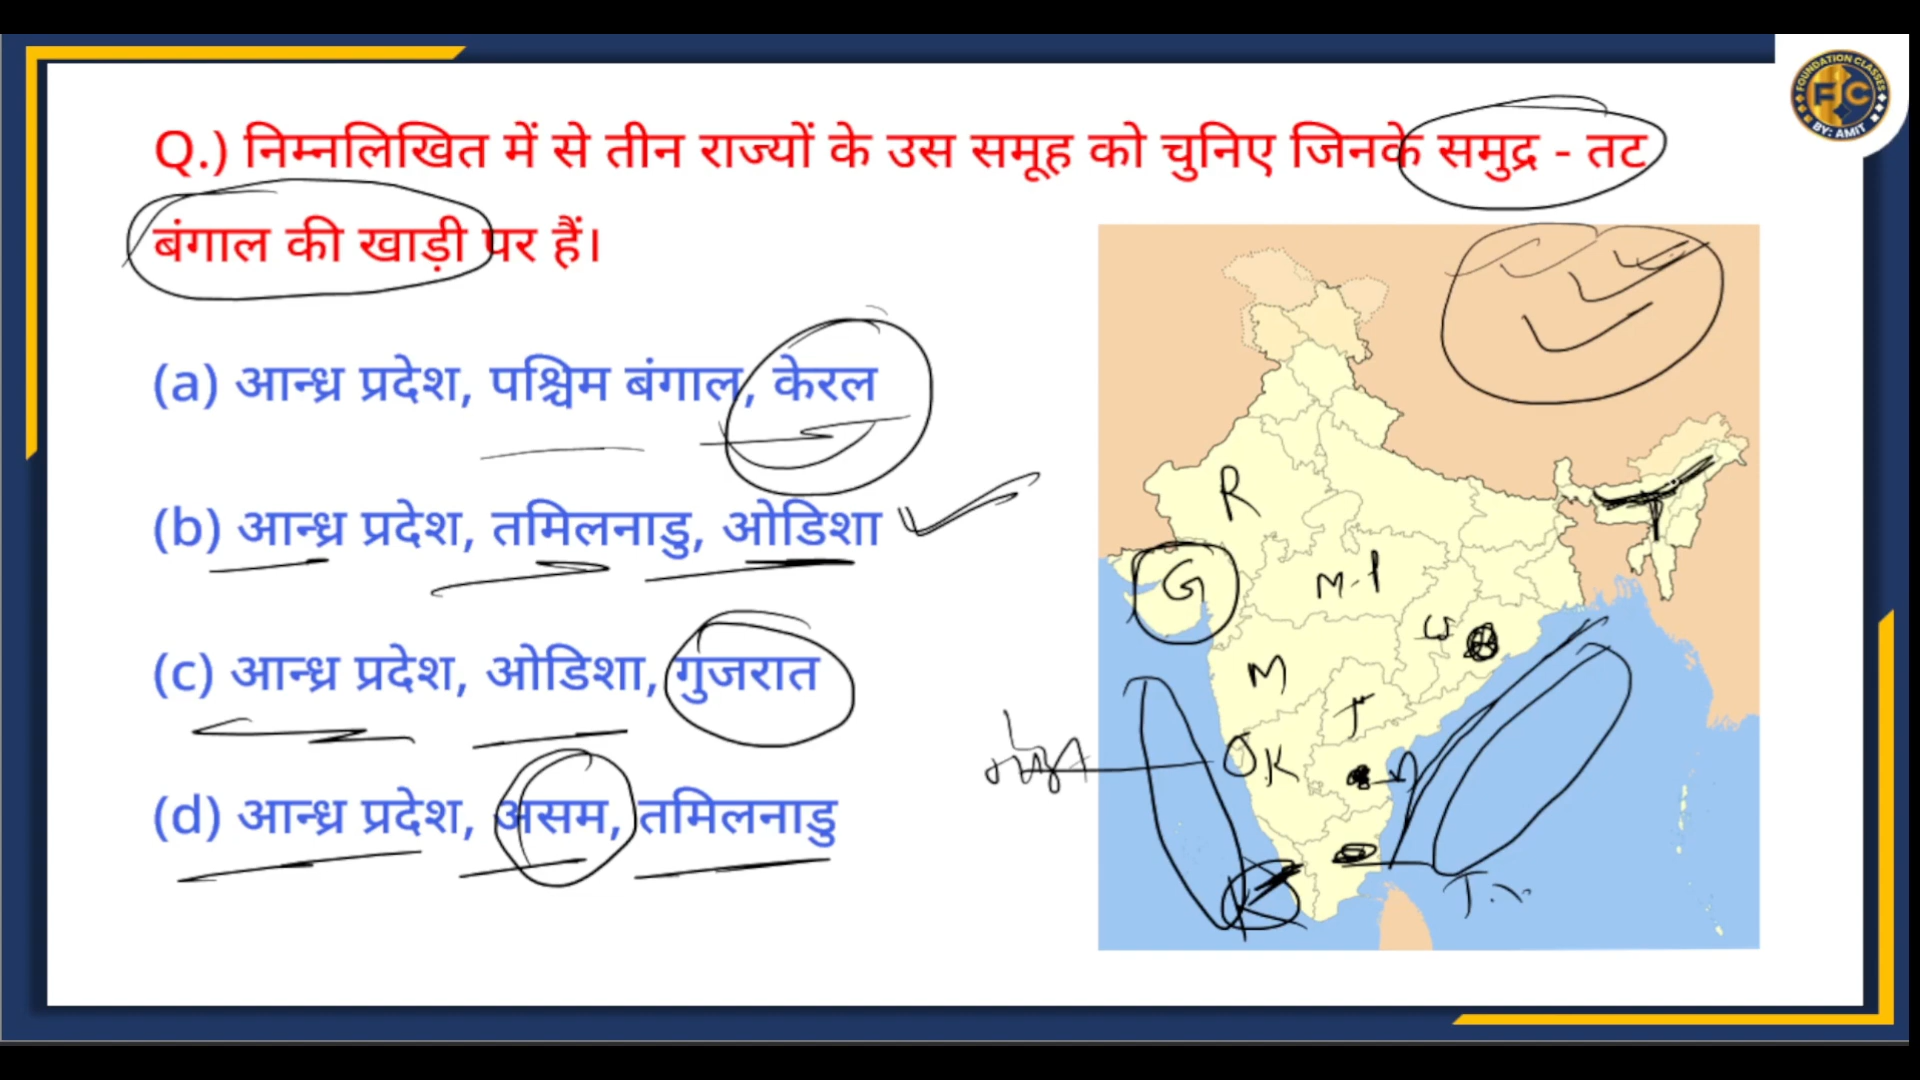 Q.) निम्नलिखित में से तीन राज्यों के उस समूह को चुनिए जिनके समुद्र - तट
बंगाल की खाड़ी पर हैं।
(a) आन्ध्र प्रदेश, पश्चिम बंगाल, केरल
(b) आन्ध्र प्रदेश, तमिलनाडु, ओडिशा
(c) आन्ध्र प्रदेश, ओडिशा, गुजरात
(d) आन्ध्र प्रदेश, असम, तमिलनाडु
FOUNDATION CLASSES
FC
BY: AMIT
R
G
M.P
M
T
K
K